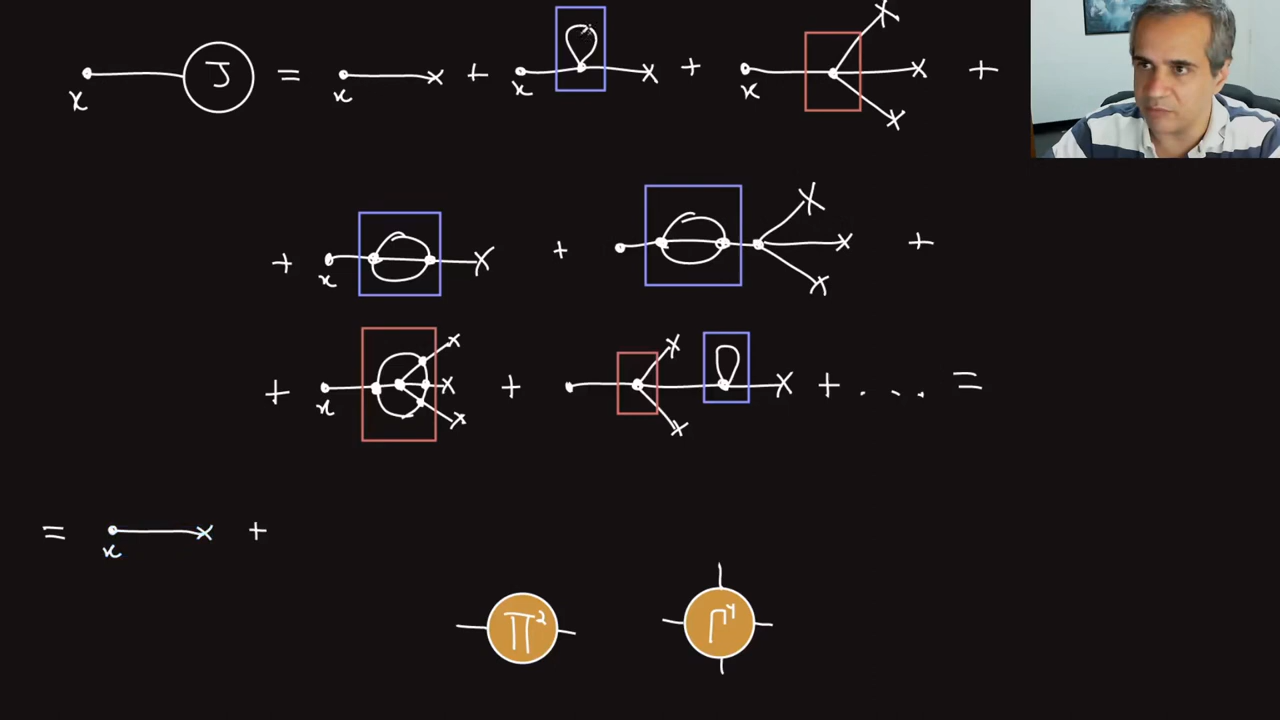 J = x + x + x +
x x x x x x
+ x + x +
x x x
+ x x + x x + .... =
x x x
= x +
x
Π² Γ⁴